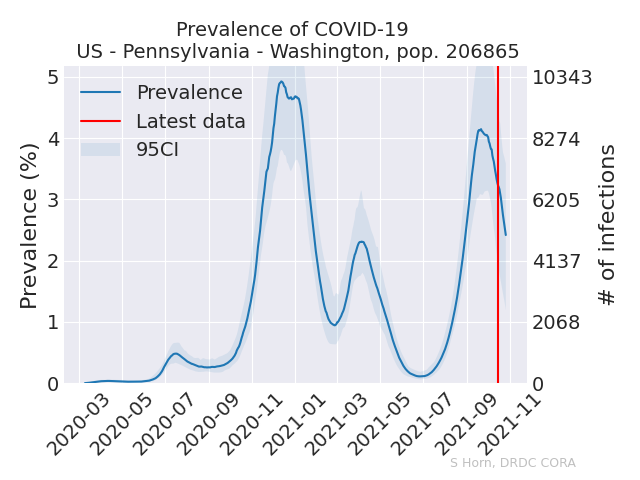 Prevalence of COVID-19
US - Pennsylvania - Washington, pop. 206865
Prevalence (%)
5
4
3
2
1
0
Prevalence
Latest data
95CI
10343
8274
6205
4137
2068
0
# of infections
2020-03
2020-05
2020-07
2020-09
2020-11
2021-01
2021-03
2021-05
2021-07
2021-09
2021-11
S Horn, DRDC CORA